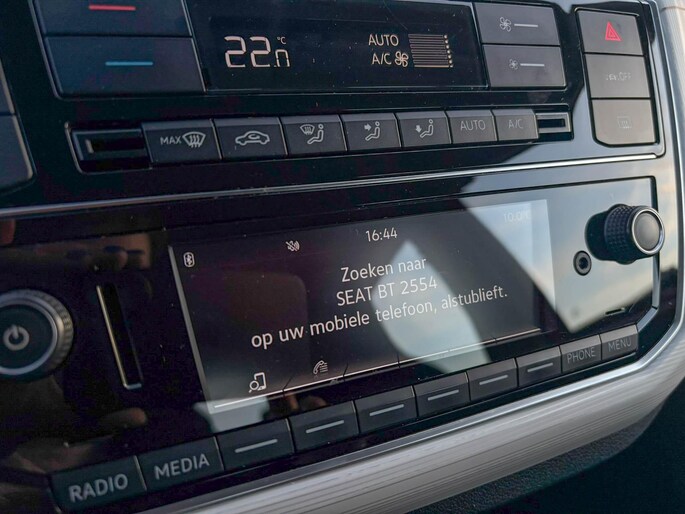 22.0 °C
AUTO
A/C
OFF
MAX
AUTO
A/C
16:44
Zoeken naar
SEAT BT 2554
op uw mobiele telefoon, alstublieft.
PHONE
MENU
RADIO
MEDIA